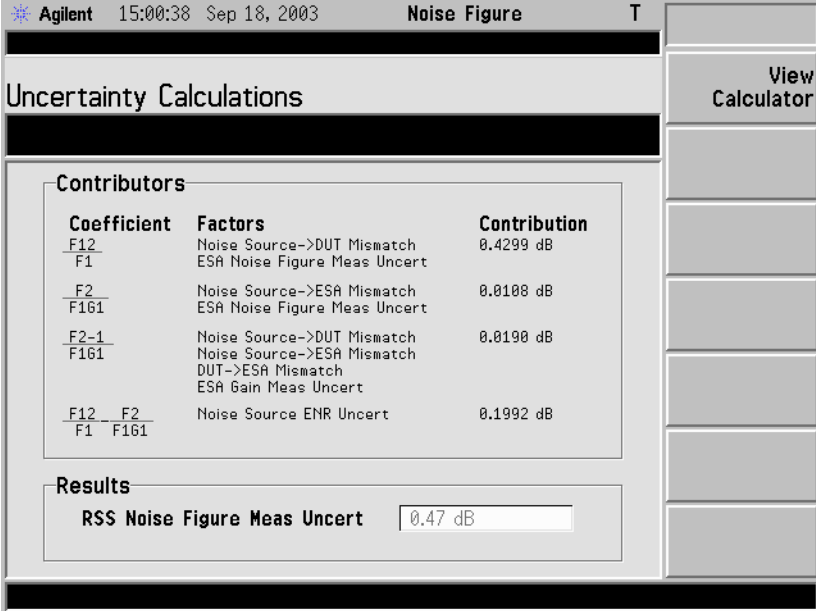 Agilent 15:00:38 Sep 18, 2003 Noise Figure T
View
Calculator
Uncertainty Calculations
Contributors
Coefficient Factors Contribution
F12 Noise Source->DUT Mismatch 0.4299 dB
F1 ESA Noise Figure Meas Uncert
F2 Noise Source->ESA Mismatch 0.0108 dB
F1G1 ESA Noise Figure Meas Uncert
F2-1 Noise Source->DUT Mismatch 0.0190 dB
F1G1 Noise Source->ESA Mismatch
DUT->ESA Mismatch
ESA Gain Meas Uncert
F12 - F2 Noise Source ENR Uncert 0.1992 dB
F1 F1G1
Results
RSS Noise Figure Meas Uncert 0.47 dB